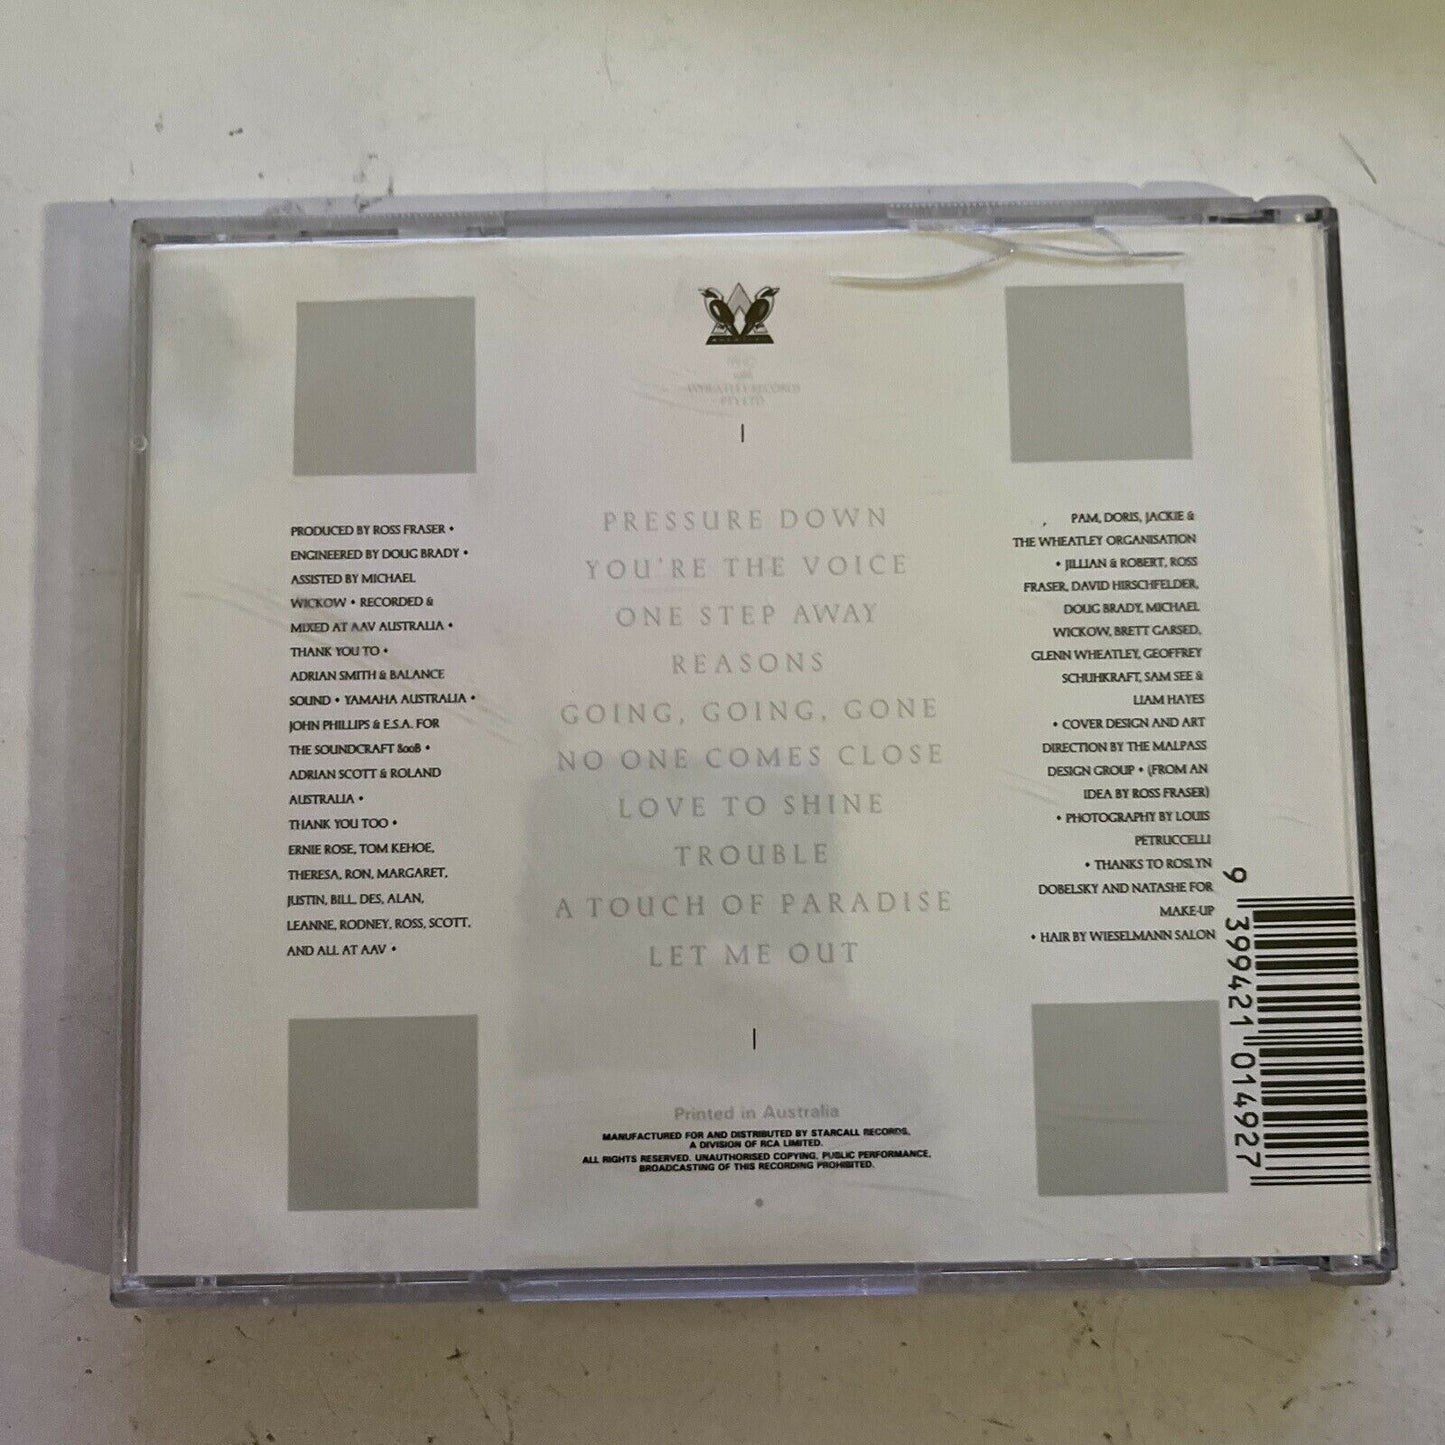 WHEATLEY RECORDS
PTY LTD
PRODUCED BY ROSS FRASER •
ENGINEERED BY DOUG BRADY •
ASSISTED BY MICHAEL
WICKOW • RECORDED &
MIXED AT AAV AUSTRALIA •
THANK YOU TO •
ADRIAN SMITH & BALANCE
SOUND • YAMAHA AUSTRALIA •
JOHN PHILLIPS & E.S.A. FOR
THE SOUNDCRAFT 800B •
ADRIAN SCOTT & ROLAND
AUSTRALIA •
THANK YOU TOO •
ERNIE ROSE, TOM KEHOE,
THERESA, RON, MARGARET,
JUSTIN, BILL, DES, ALAN,
LEANNE, RODNEY, ROSS, SCOTT,
AND ALL AT AAV •
PRESSURE DOWN
YOU'RE THE VOICE
ONE STEP AWAY
REASONS
GOING, GOING, GONE
NO ONE COMES CLOSE
LOVE TO SHINE
TROUBLE
A TOUCH OF PARADISE
LET ME OUT
PAM, DORIS, JACKIE &
THE WHEATLEY ORGANISATION
• JILLIAN & ROBERT, ROSS
FRASER, DAVID HIRSCHFELDER,
DOUG BRADY, MICHAEL
WICKOW, BRETT GARSED,
GLENN WHEATLEY, GEOFFREY
SCHUHKRAFT, SAM SEE &
LIAM HAYES
• COVER DESIGN AND ART
DIRECTION BY THE MALPASS
DESIGN GROUP • (FROM AN
IDEA BY ROSS FRASER)
• PHOTOGRAPHY BY LOUIS
PETRUCCELLI
• THANKS TO ROSLYN
DOBELSKY AND NATASHE FOR
MAKE-UP
• HAIR BY WIESELMANN SALON
9 399421 014927
Printed in Australia
MANUFACTURED FOR AND DISTRIBUTED BY STARCALL RECORDS,
A DIVISION OF RCA LIMITED.
ALL RIGHTS RESERVED. UNAUTHORISED COPYING, PUBLIC PERFORMANCE,
BROADCASTING OF THIS RECORDING PROHIBITED.